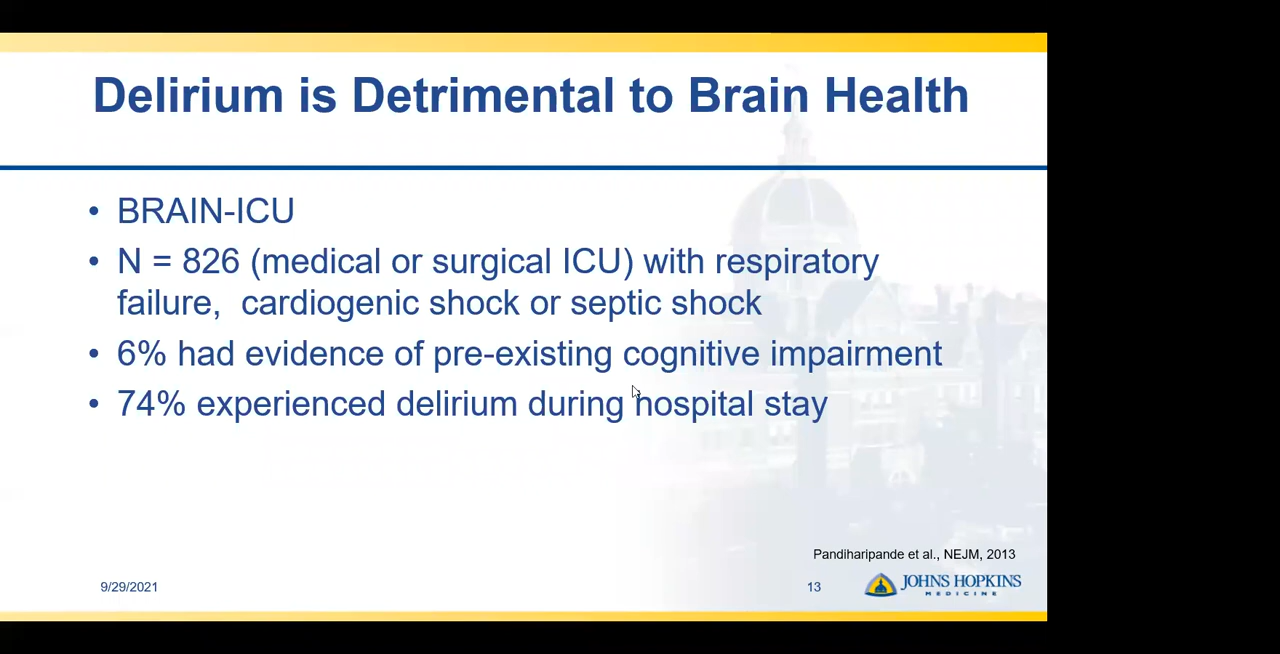 Delirium is Detrimental to Brain Health
• BRAIN-ICU
• N = 826 (medical or surgical ICU) with respiratory
failure,  cardiogenic shock or septic shock
• 6% had evidence of pre-existing cognitive impairment
• 74% experienced delirium during hospital stay
Pandiharipande et al., NEJM, 2013
9/29/2021
13
JOHNS HOPKINS
MEDICINE